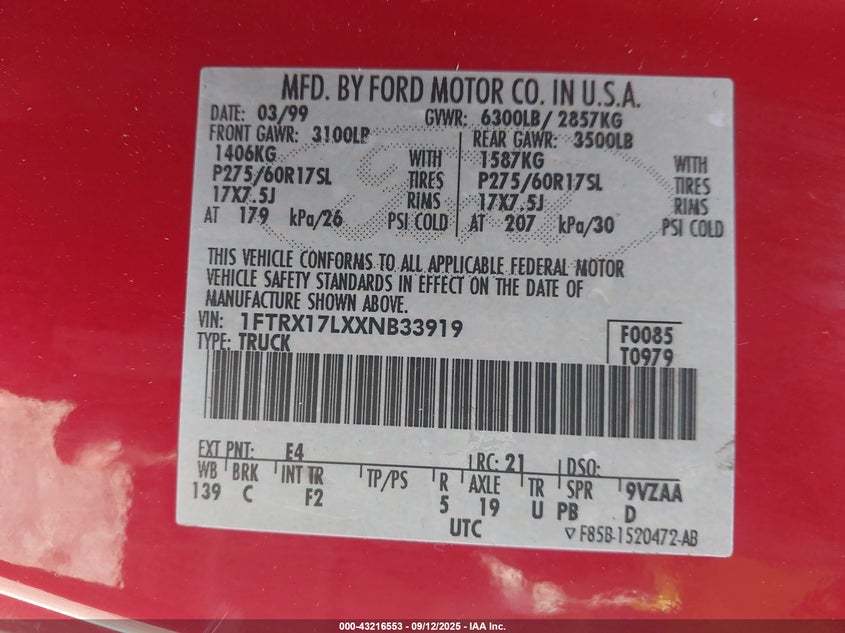 MFD. BY FORD MOTOR CO. IN U.S.A.
DATE: 03/99 GVWR: 6300LB/ 2857KG
FRONT GAWR: 3100LB REAR GAWR: 3500LB
1406KG WITH 1587KG WITH
P275/60R17SL TIRES P275/60R17SL TIRES
17X7.5J RIMS 17X7.5J RIMS
AT 179 kPa/26 PSI COLD AT 207 kPa/30 PSI COLD
THIS VEHICLE CONFORMS TO ALL APPLICABLE FEDERAL MOTOR
VEHICLE SAFETY STANDARDS IN EFFECT ON THE DATE OF
MANUFACTURE SHOWN ABOVE.
VIN: 1FTRX17LXXNB33919 F0085
TYPE: TRUCK T0979
EXT PNT: E4 RC: 21 DSO:
WB BRK INT TR TP/PS R AXLE TR SPR 9VZAA
139 C F2 5 19 U PB D
UTC F85B-1520472-AB
000-43216553 - 09/12/2025 - IAA Inc.